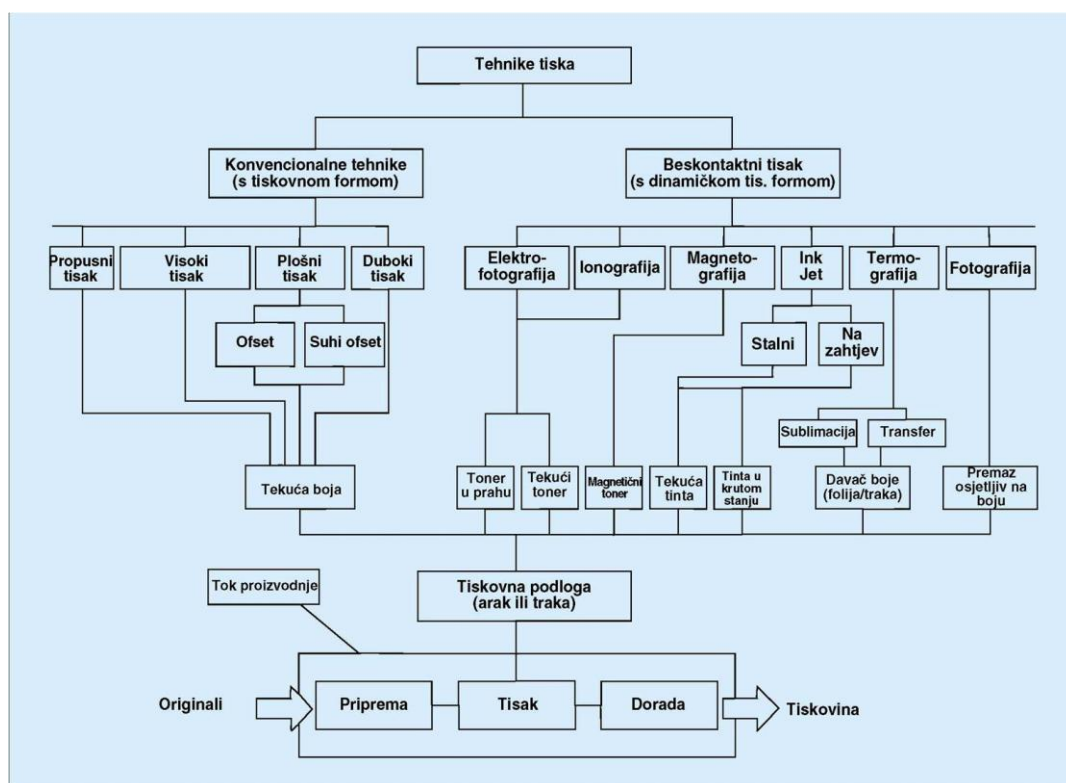 Tehnike tiska
Konvencionalne tehnike
(s tiskovnom formom)
Beskontaktni tisak
(s dinamičkom tis. formom)
Propusni
tisak
Visoki
tisak
Plošni
tisak
Duboki
tisak
Elektro-
fotografija
Ionografija
Magneto-
grafija
Ink
Jet
Termo-
grafija
Fotografija
Ofset
Suhi ofset
Stalni
Na
zahtjev
Sublimacija
Transfer
Tekuća boja
Toner
u prahu
Tekući
toner
Magnetični
toner
Tekuća
tinta
Tinta u
krutom
stanju
Davač boje
(folija/traka)
Premaz
osjetljiv na
boju
Tok proizvodnje
Tiskovna podloga
(arak ili traka)
Originali
Priprema
Tisak
Dorada
Tiskovina